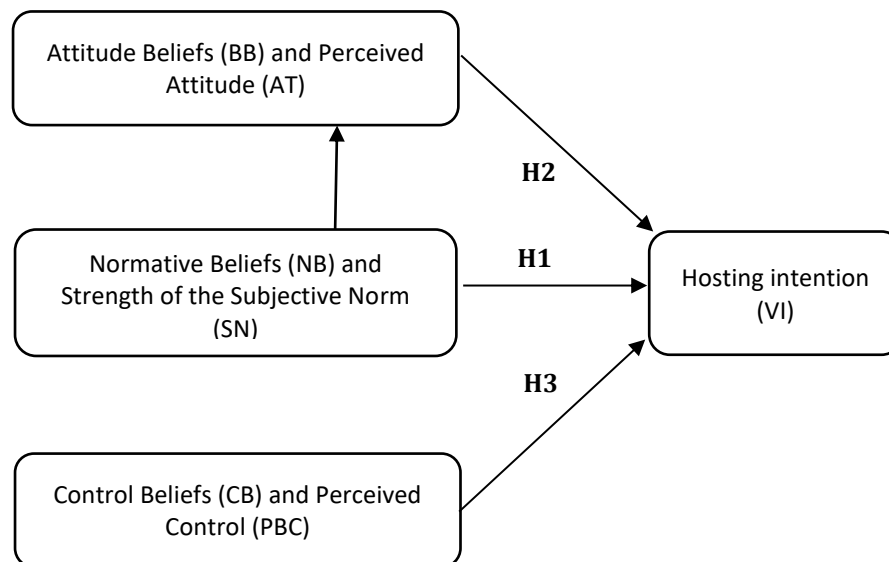 Attitude Beliefs (BB) and Perceived
Attitude (AT)
H2
Normative Beliefs (NB) and
Strength of the Subjective Norm
(SN)
H1
Hosting intention
(VI)
H3
Control Beliefs (CB) and Perceived
Control (PBC)